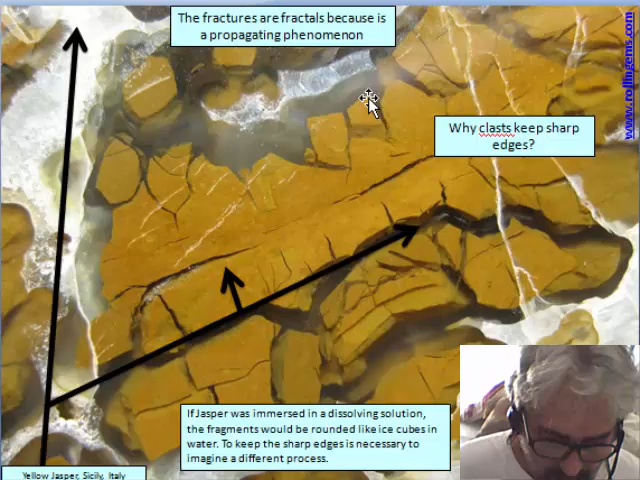 The fractures are fractals because is
a propagating phenomenon
www.rollingems.com
Why clasts keep sharp
edges?
If Jasper was immersed in a dissolving solution,
the fragments would be rounded like ice cubes in
water. To keep the sharp edges is necessary to
imagine a different process.
Yellow Jasper, Sicily, Italy